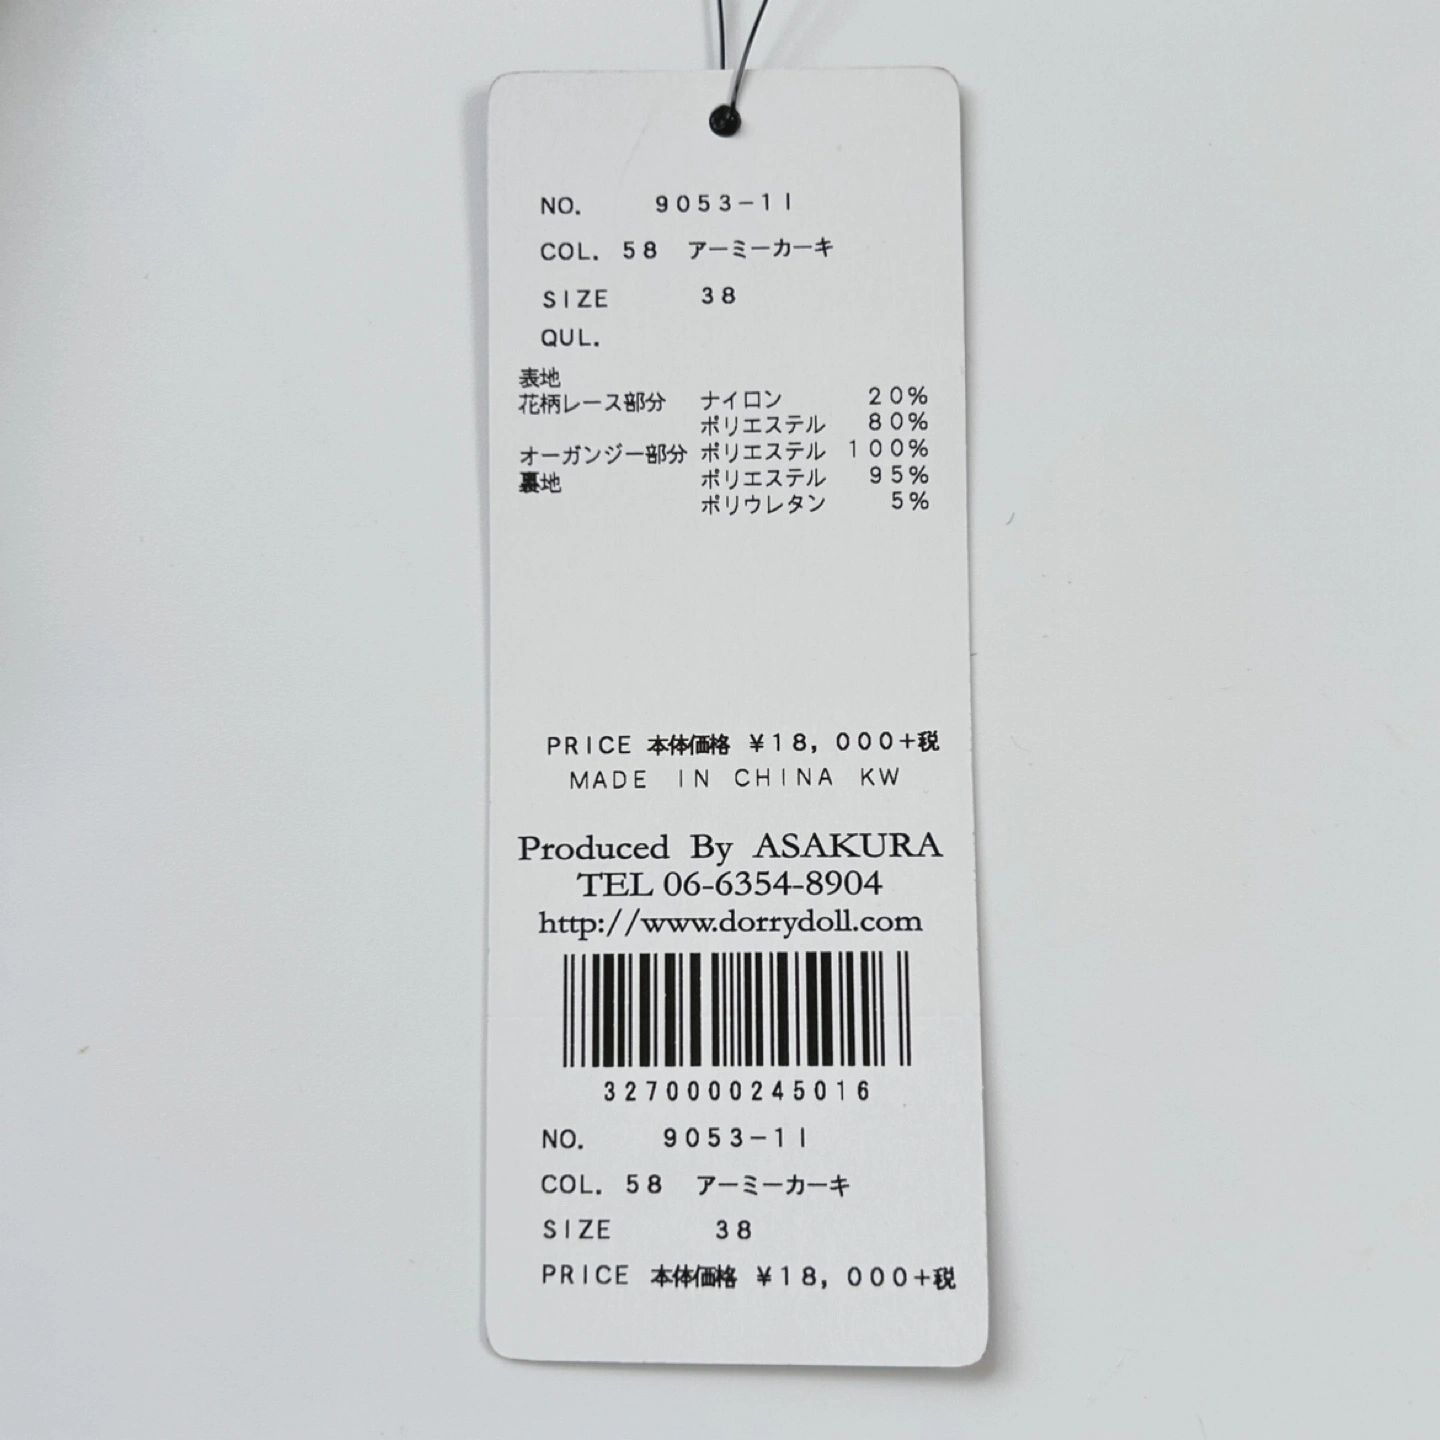 NO. 9053-1I
COL. 58 アーミーカーキ
SIZE 38
QUL.
表地
花柄レース部分 ナイロン 20%
ポリエステル 80%
オーガンジー部分 ポリエステル 100%
裏地 ポリエステル 95%
ポリウレタン 5%
PRICE 本体価格 ¥18,000+税
MADE IN CHINA KW
Produced By ASAKURA
TEL 06-6354-8904
http://www.dorrydoll.com
3270000245016
NO. 9053-1I
COL. 58 アーミーカーキ
SIZE 38
PRICE 本体価格 ¥18,000+税